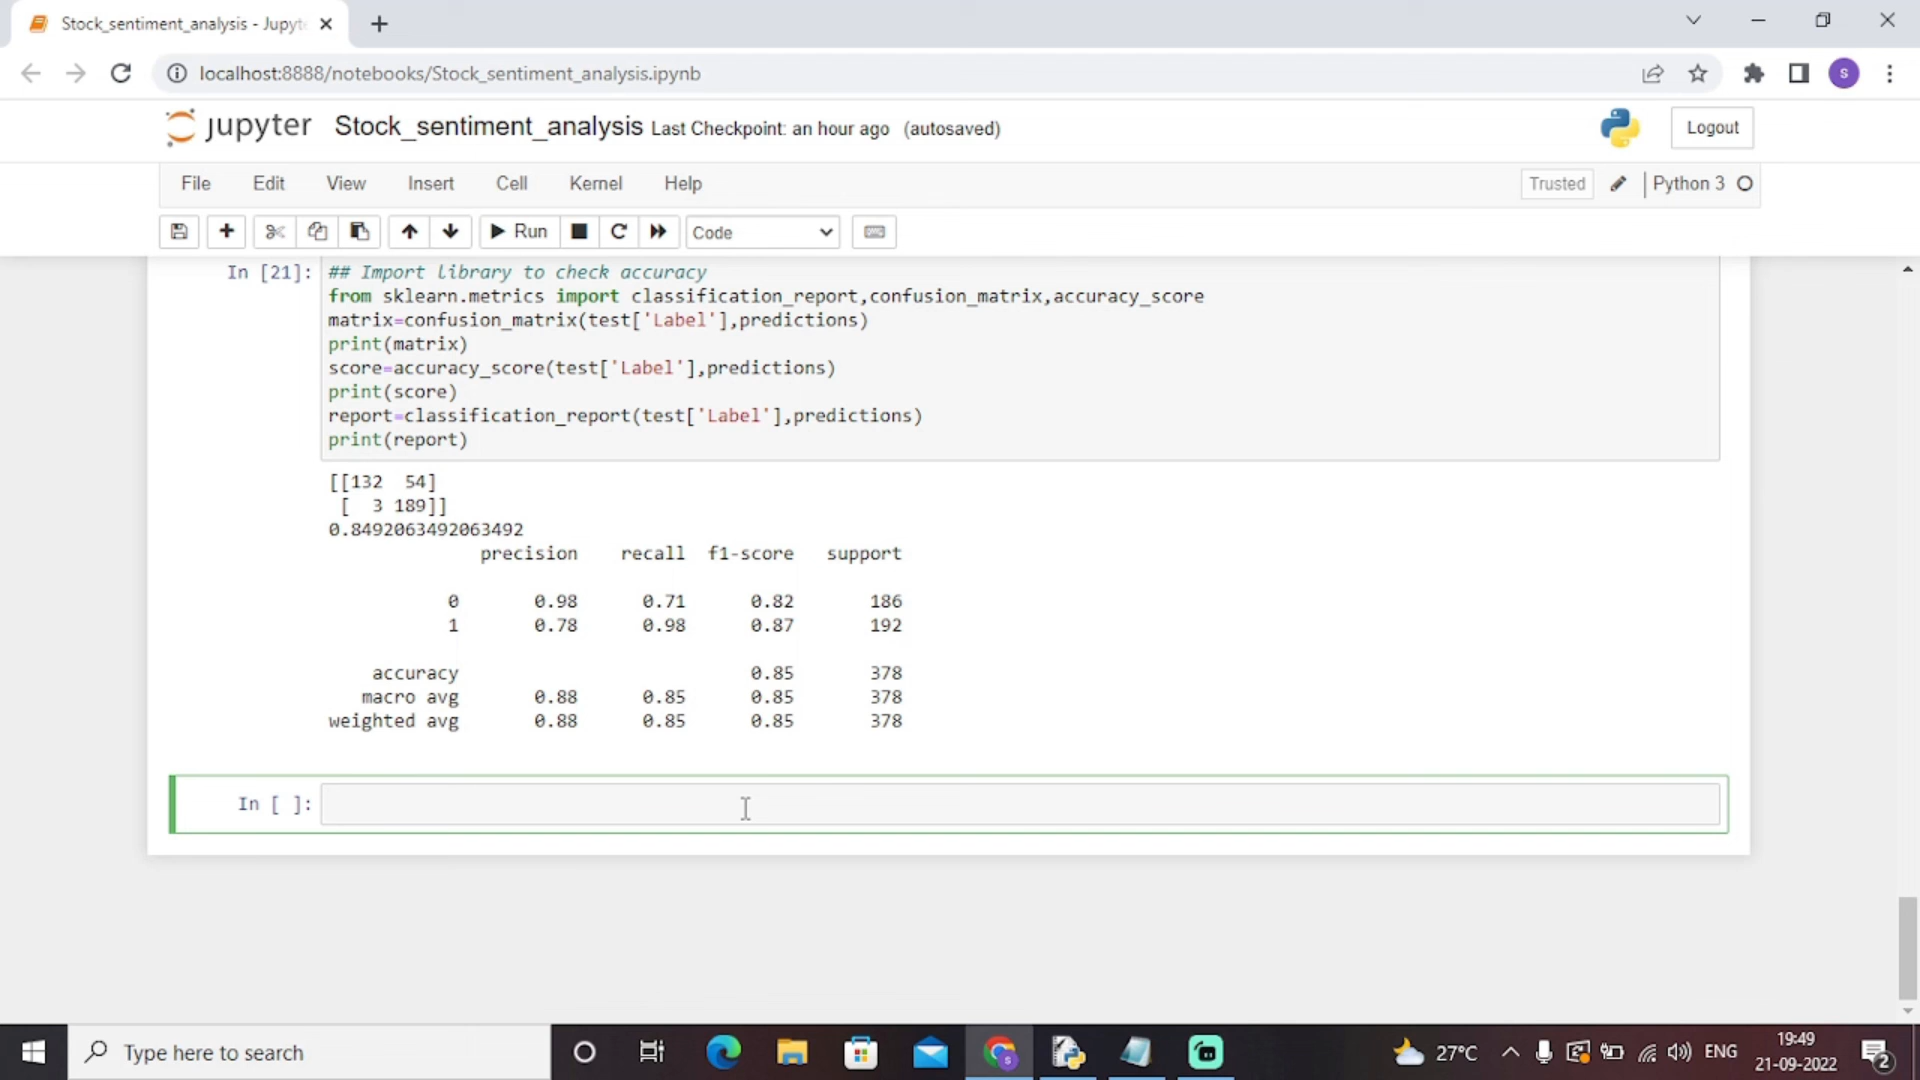 Stock_sentiment_analysis - Jupyt
localhost:8888/notebooks/Stock_sentiment_analysis.ipynb
S
jupyter Stock_sentiment_analysis Last Checkpoint: an hour ago (autosaved)
Logout
File Edit View Insert Cell Kernel Help
Trusted Python 3
Run Code
In [21]: ## Import library to check accuracy
from sklearn.metrics import classification_report,confusion_matrix,accuracy_score
matrix=confusion_matrix(test['Label'],predictions)
print(matrix)
score=accuracy_score(test['Label'],predictions)
print(score)
report=classification_report(test['Label'],predictions)
print(report)
[[132 54]
[ 3 189]]
0.8492063492063492
precision recall f1-score support
0 0.98 0.71 0.82 186
1 0.78 0.98 0.87 192
accuracy 0.85 378
macro avg 0.88 0.85 0.85 378
weighted avg 0.88 0.85 0.85 378
In [ ]:
Type here to search
27°C
ENG
19:49
21-09-2022
2